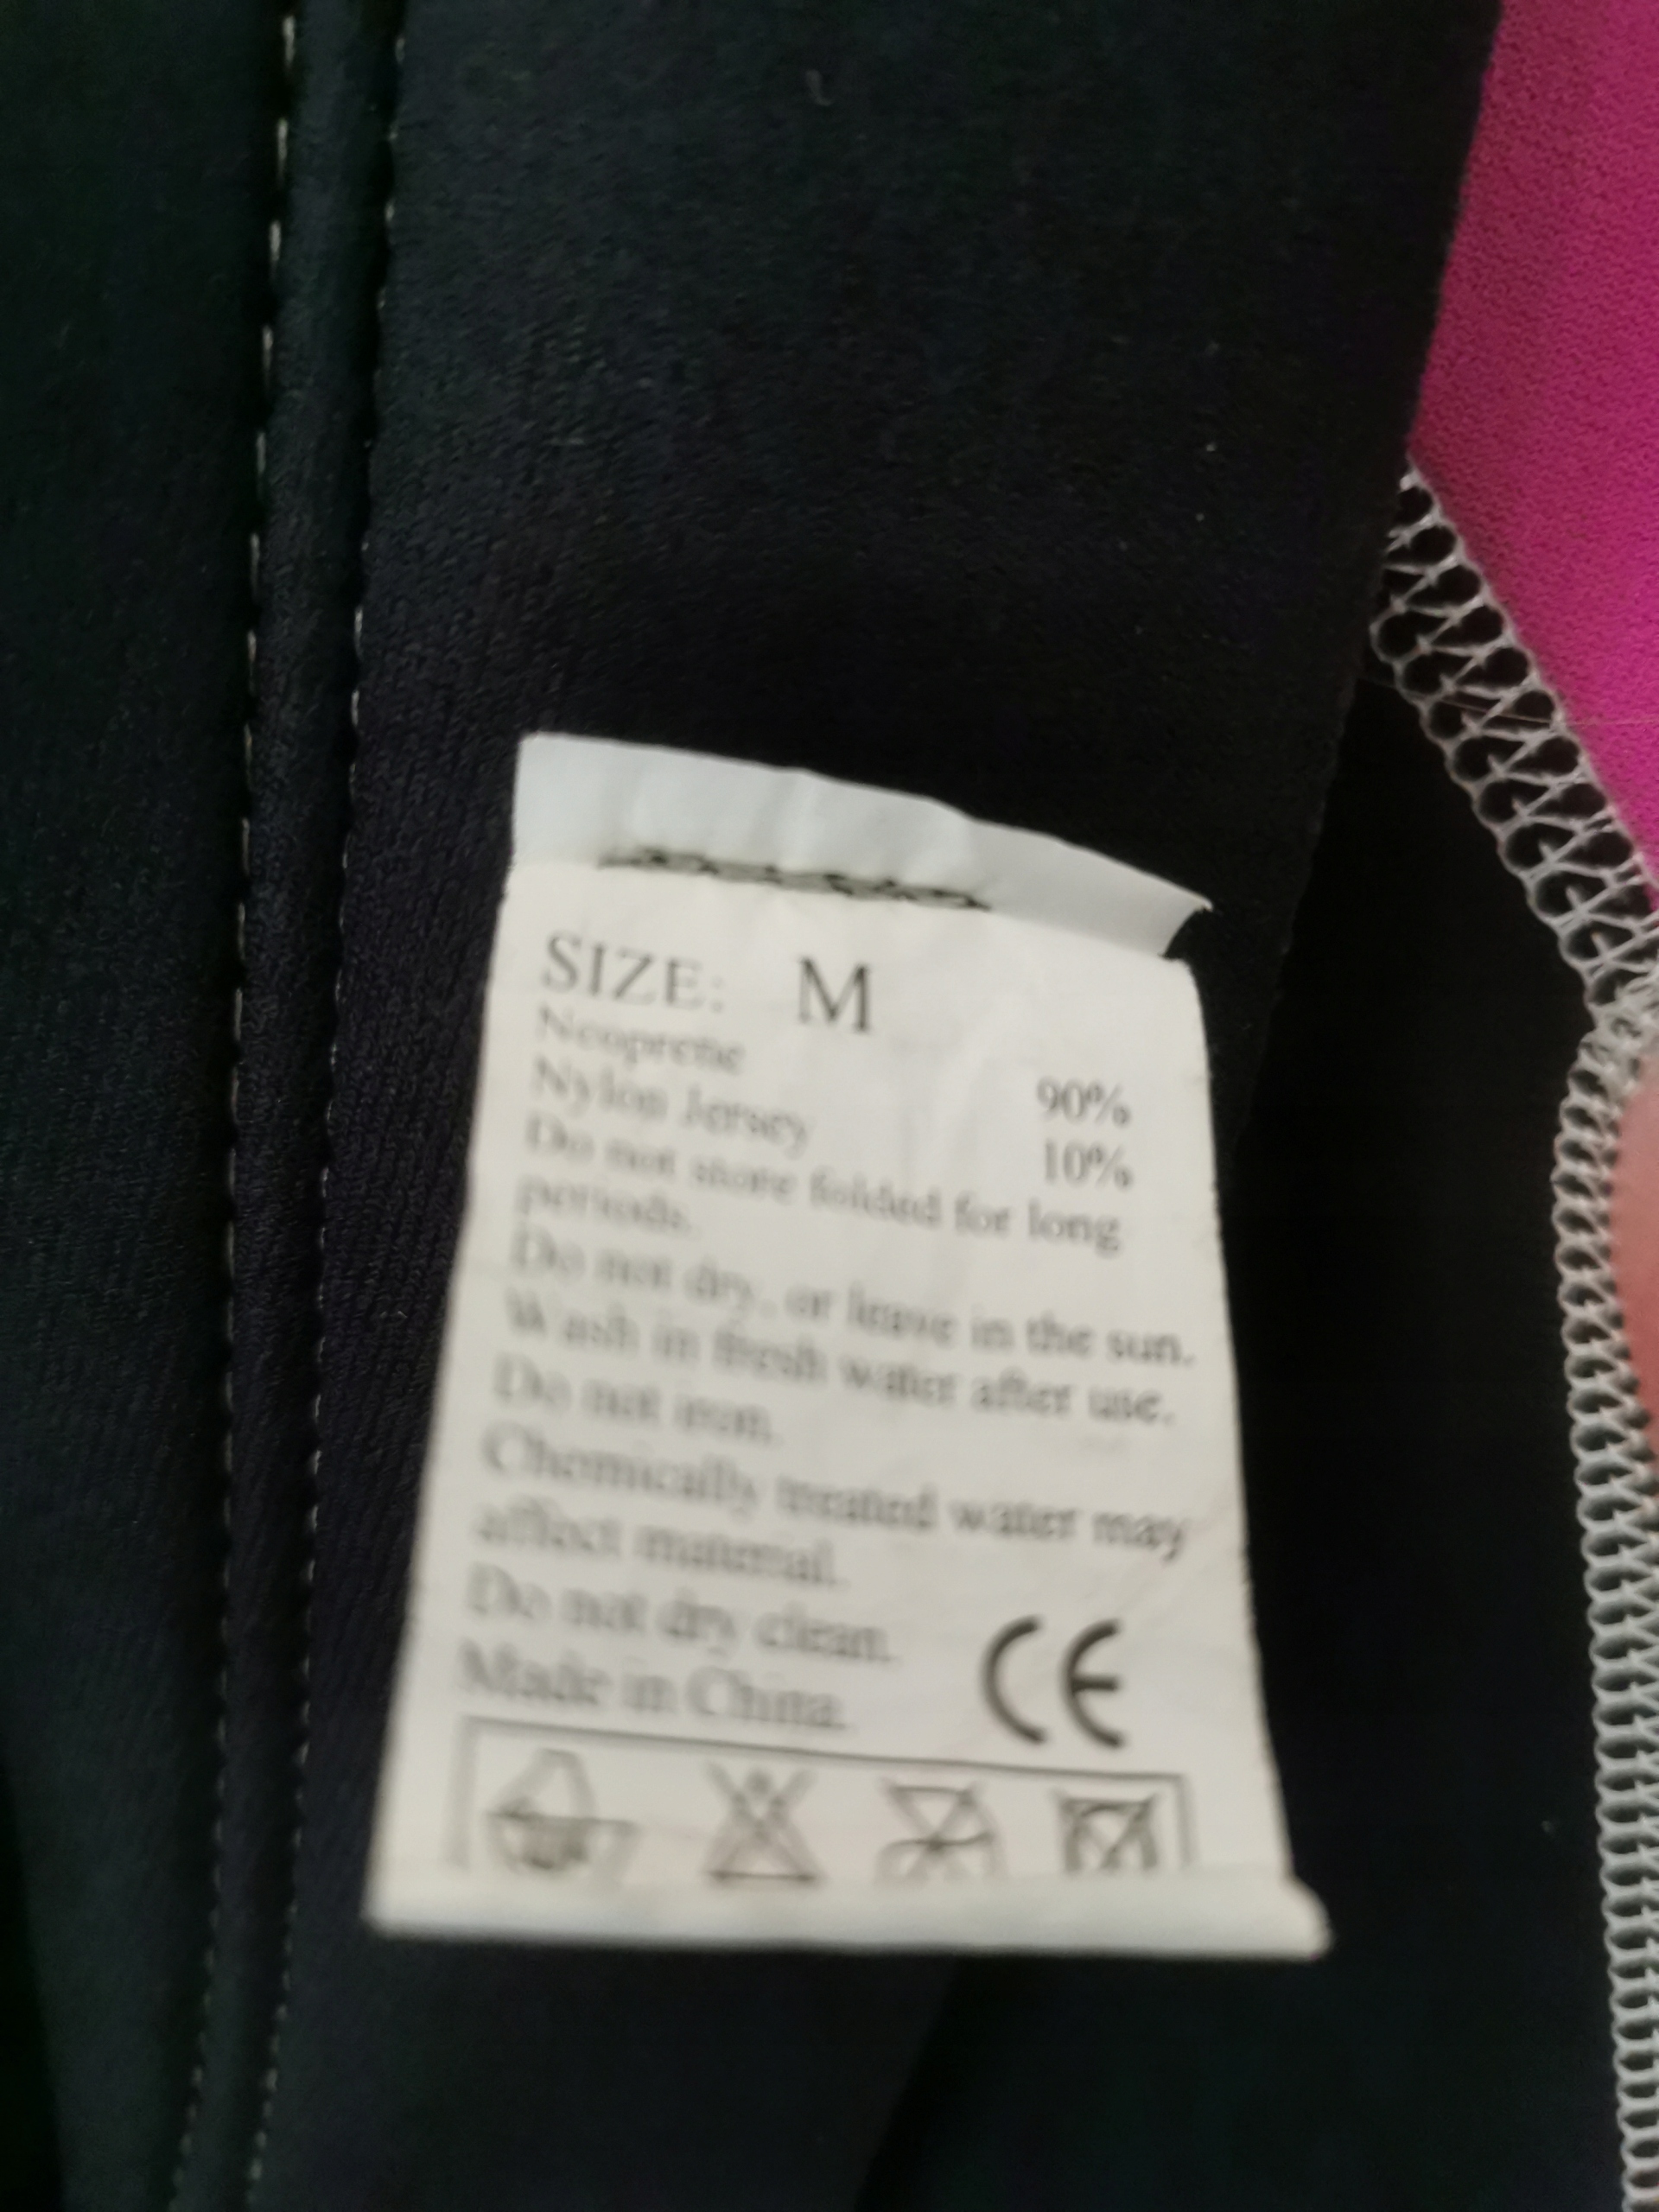 SIZE: M
Neoprene 90%
Nylon Jersey 10%
Do not store folded for long
periods.
Do not dry, or leave in the sun.
Wash in fresh water after use.
Do not iron.
Chemically treated water may
affect material.
Do not dry clean.
Made in China.
CE